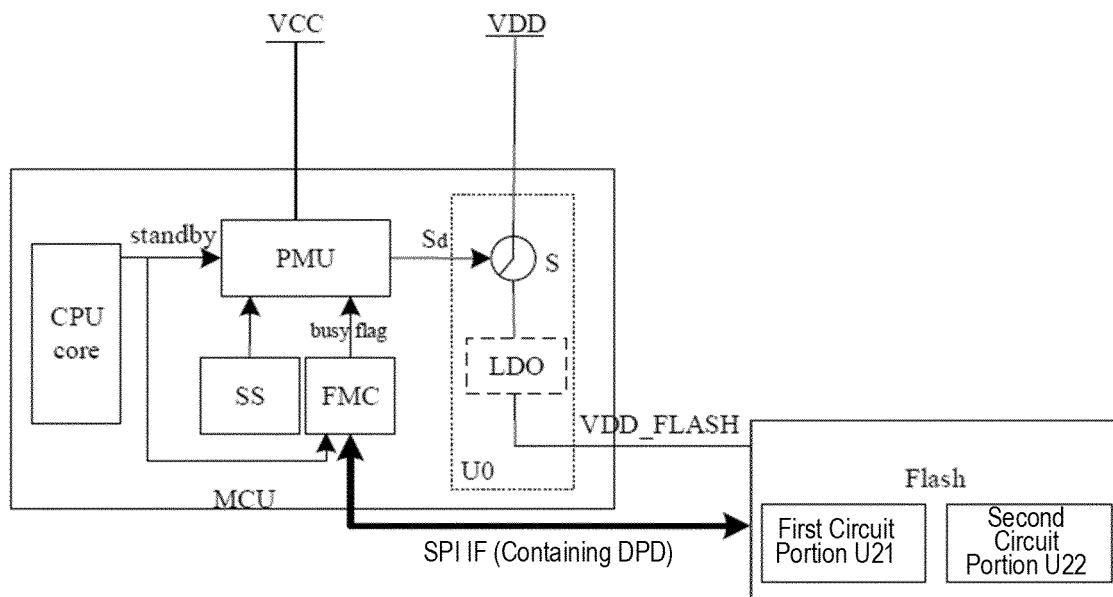 VCC
VDD
standby
Sd
PMU
S
CPU
core
busy flag
LDO
SS
FMC
VDD_FLASH
U0
Flash
MCU
First Circuit
Portion U21
Second
Circuit
Portion U22
SPI IF (Containing DPD)